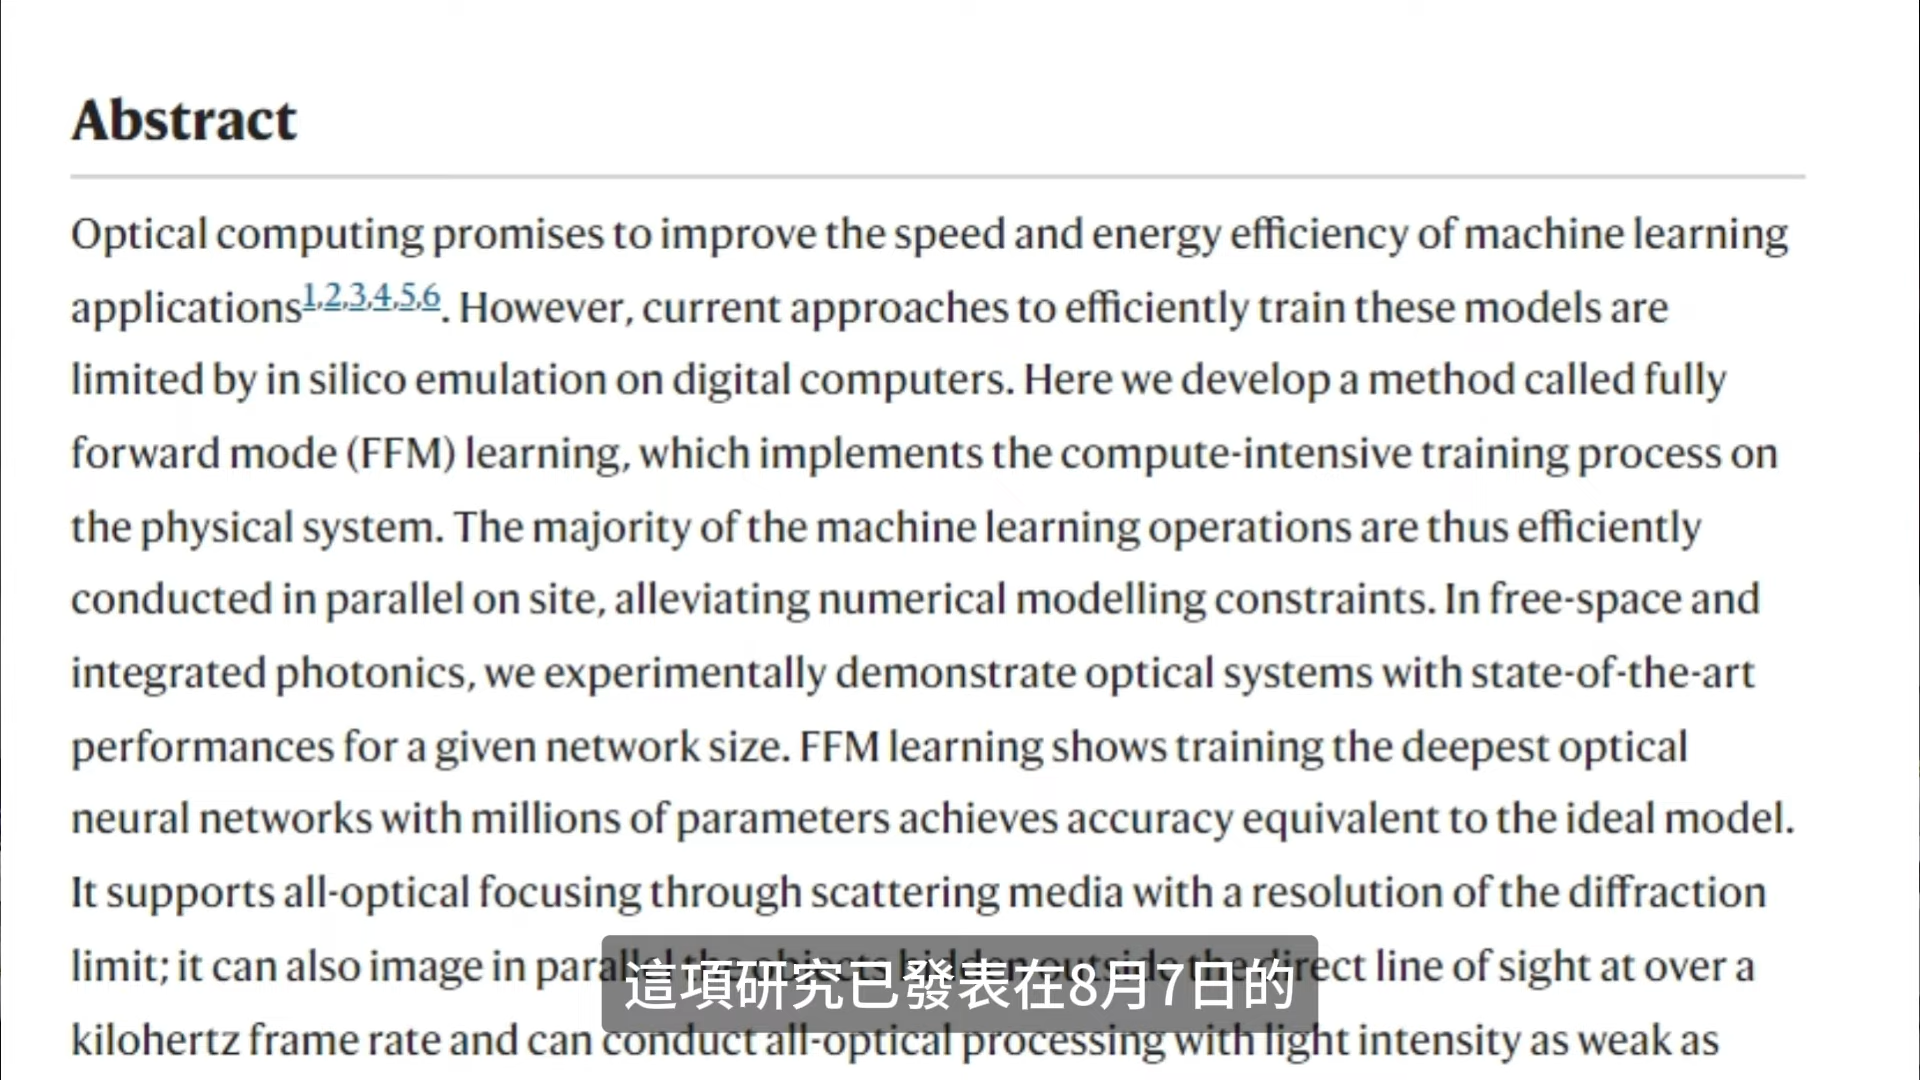 Abstract
Optical computing promises to improve the speed and energy efficiency of machine learning
applications1,2,3,4,5,6. However, current approaches to efficiently train these models are
limited by in silico emulation on digital computers. Here we develop a method called fully
forward mode (FFM) learning, which implements the compute-intensive training process on
the physical system. The majority of the machine learning operations are thus efficiently
conducted in parallel on site, alleviating numerical modelling constraints. In free-space and
integrated photonics, we experimentally demonstrate optical systems with state-of-the-art
performances for a given network size. FFM learning shows training the deepest optical
neural networks with millions of parameters achieves accuracy equivalent to the ideal model.
It supports all-optical focusing through scattering media with a resolution of the diffraction
limit; it can also image in parallel the objects hidden outside the direct line of sight at over a
這項研究已發表在8月7日的
kilohertz frame rate and can conduct all-optical processing with light intensity as weak as